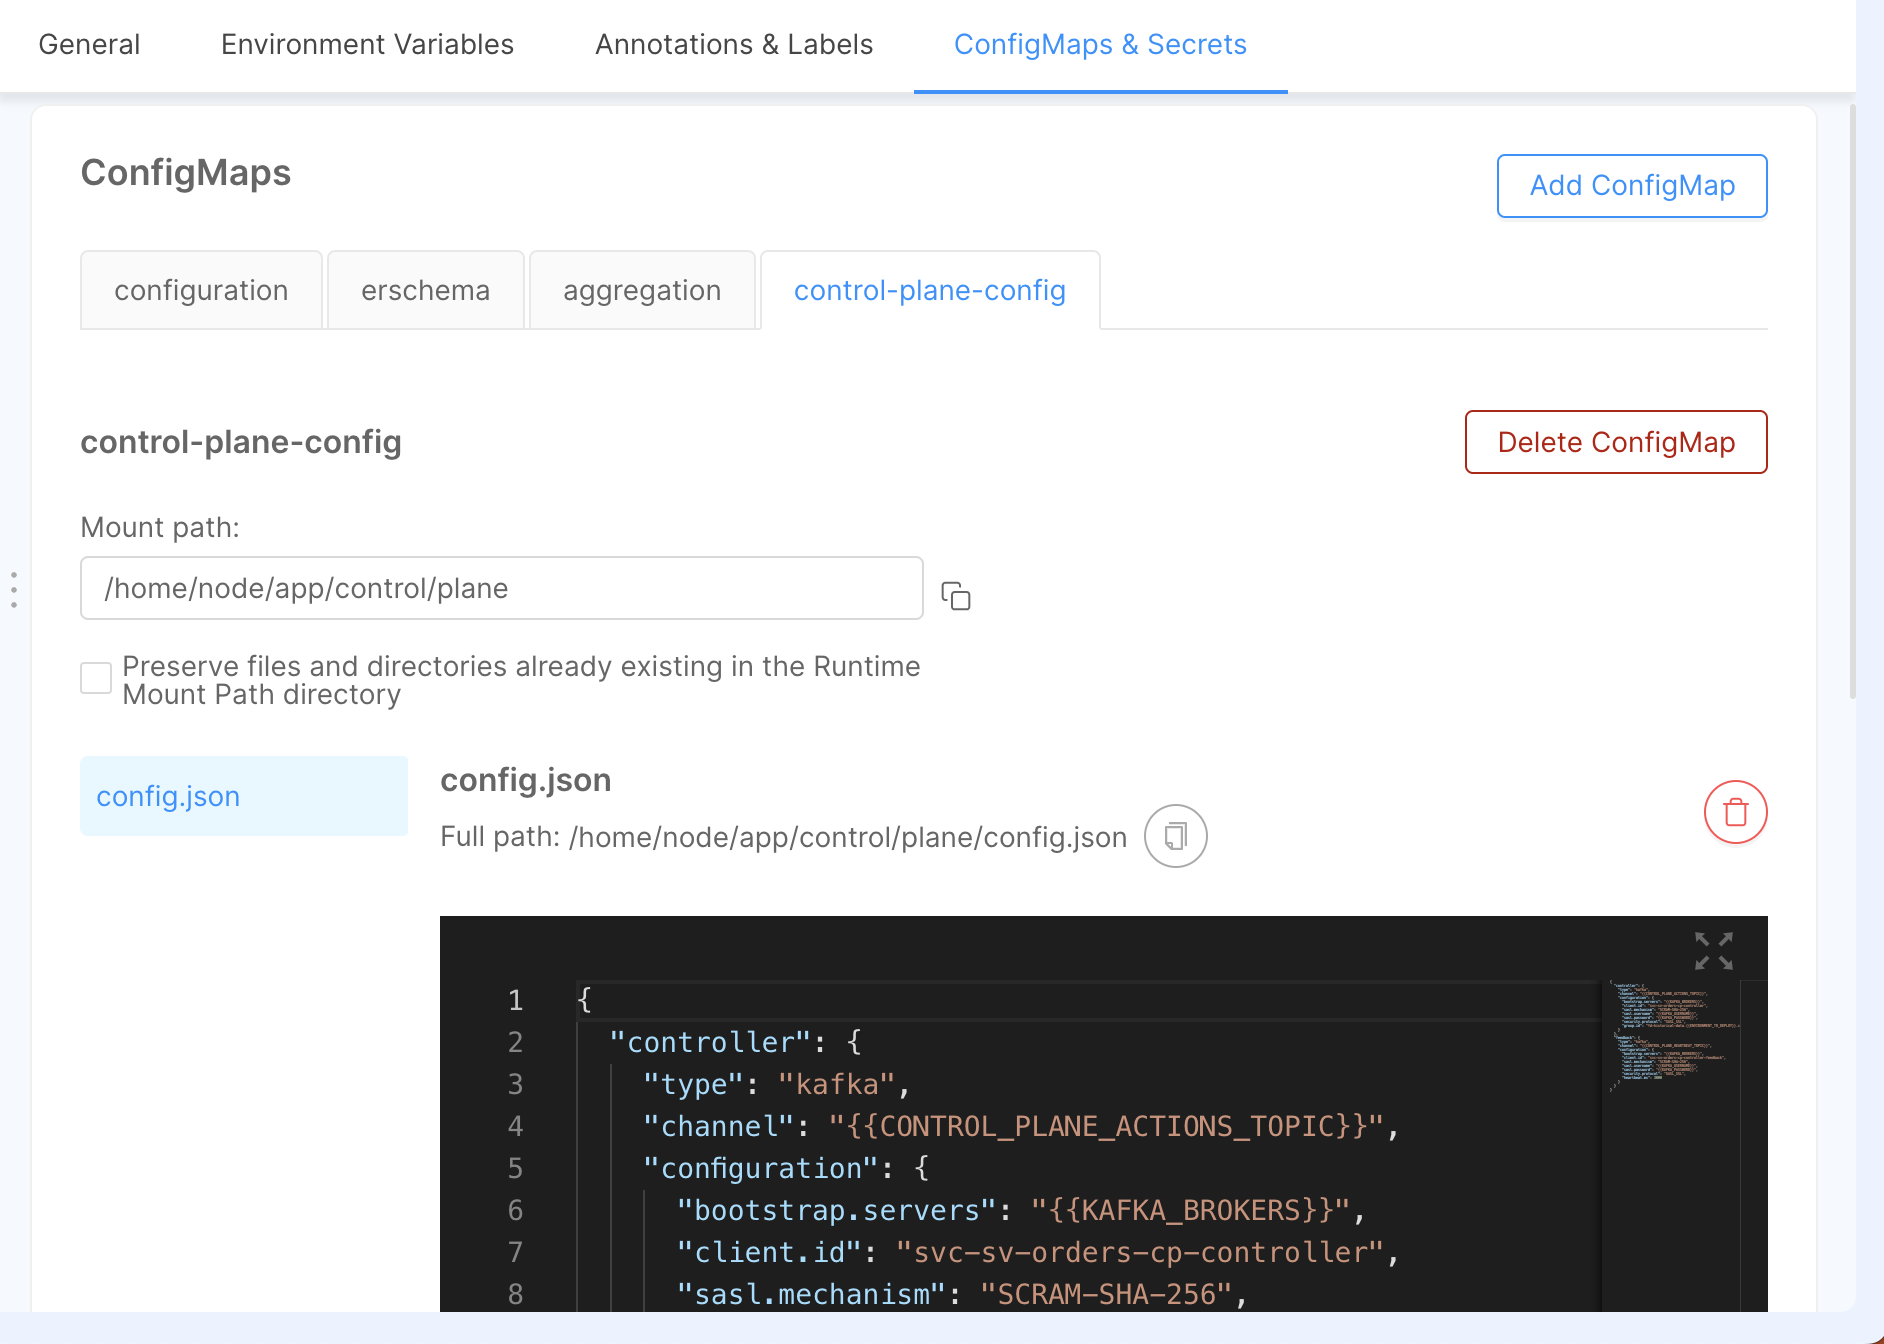 General Environment Variables Annotations & Labels ConfigMaps & Secrets
ConfigMaps
Add ConfigMap
configuration erschema aggregation control-plane-config
control-plane-config
Delete ConfigMap
Mount path:
/home/node/app/control/plane
Preserve files and directories already existing in the Runtime
Mount Path directory
config.json
config.json
Full path: /home/node/app/control/plane/config.json
1 {
2 "controller": {
3 "type": "kafka",
4 "channel": "{{CONTROL_PLANE_ACTIONS_TOPIC}}",
5 "configuration": {
6 "bootstrap.servers": "{{KAFKA_BROKERS}}",
7 "client.id": "svc-sv-orders-cp-controller",
8 "sasl.mechanism": "SCRAM-SHA-256",